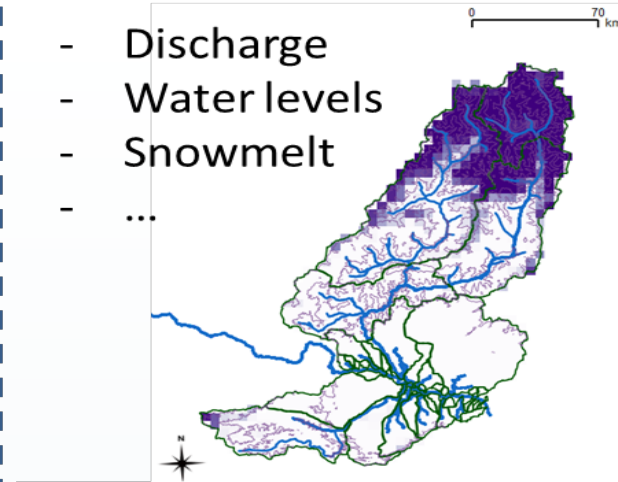 0 70
km
- Discharge
- Water levels
- Snowmelt
- ...
N